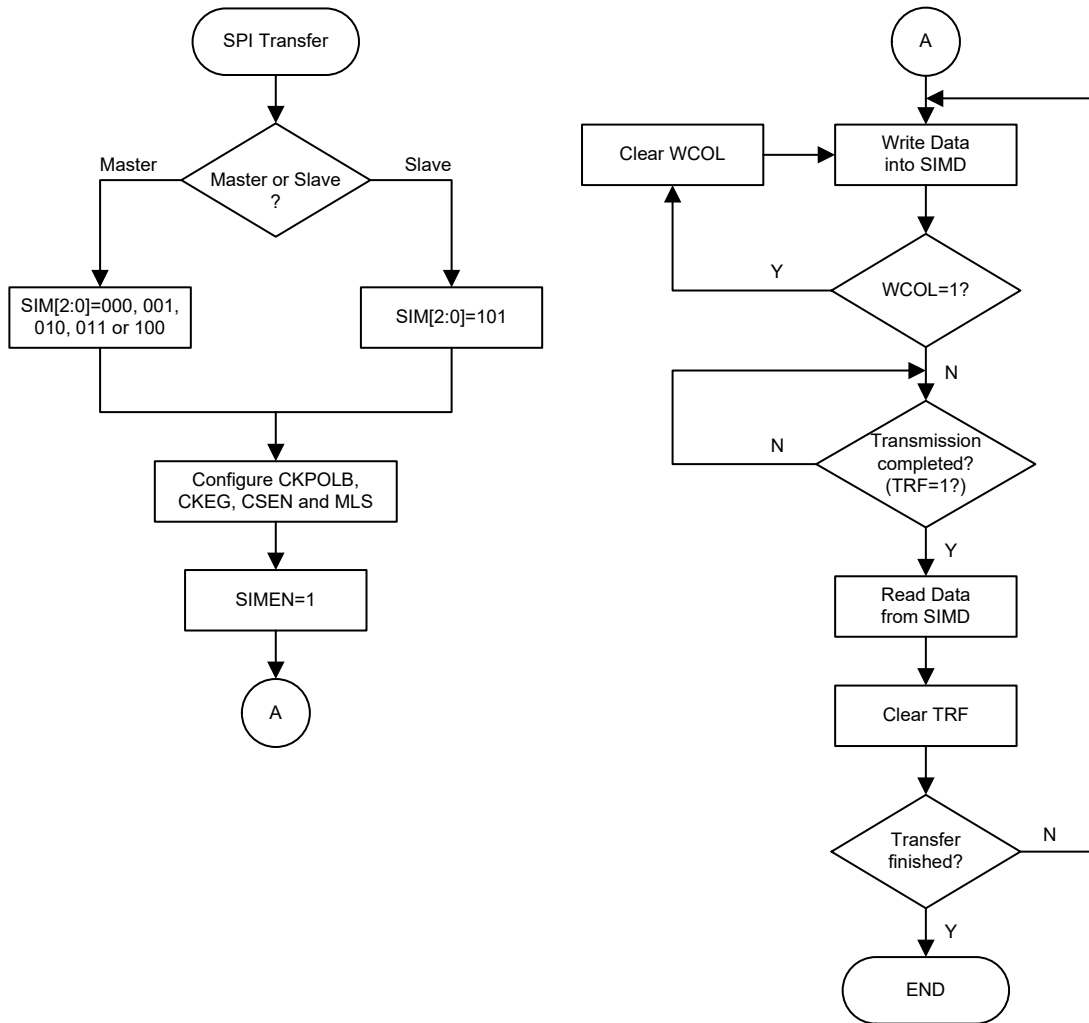 SPI Transfer
Master
Slave
Master or Slave
?
SIM[2:0]=000, 001,
010, 011 or 100
SIM[2:0]=101
Configure CKPOLB,
CKEG, CSEN and MLS
SIMEN=1
A
A
Clear WCOL
Write Data
into SIMD
Y
WCOL=1?
N
N
Transmission
completed?
(TRF=1?)
Y
Read Data
from SIMD
Clear TRF
Transfer
finished?
N
Y
END